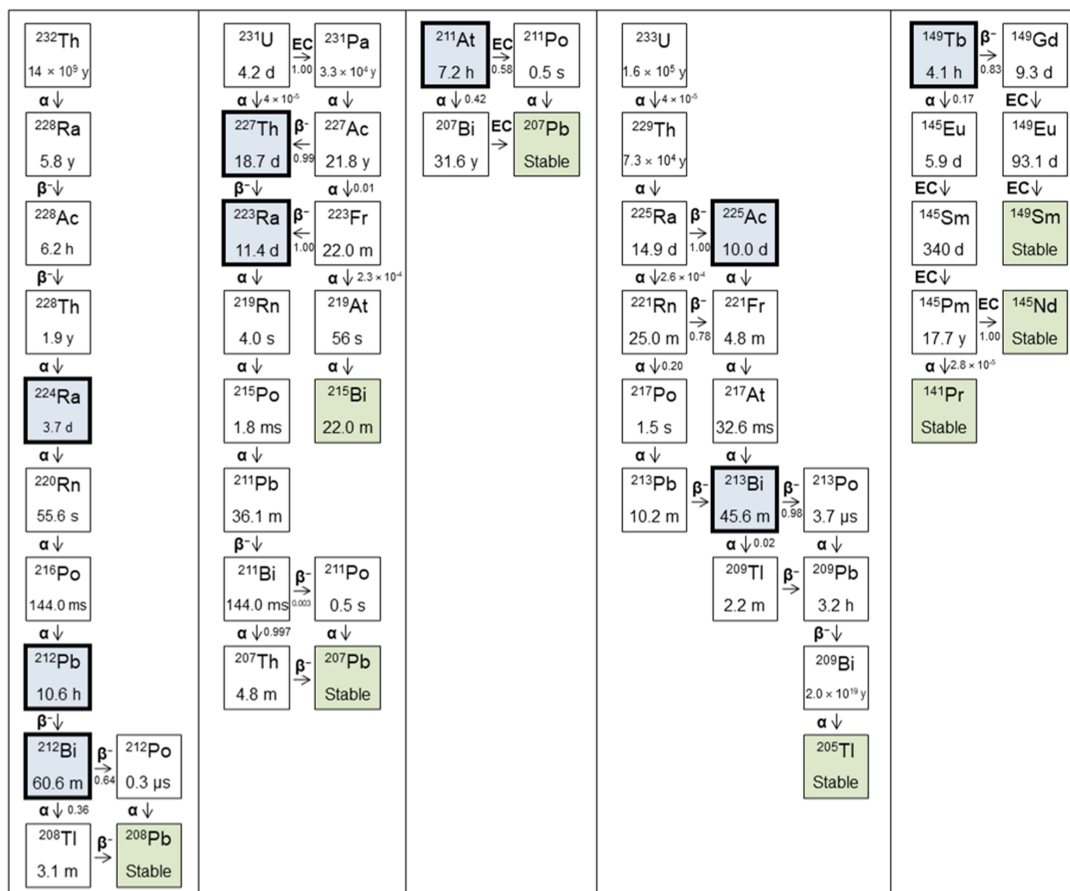 ²³²Th
14 × 10⁹ y
α ↓
²²⁸Ra
5.8 y
β⁻ ↓
²²⁸Ac
6.2 h
β⁻ ↓
²²⁸Th
1.9 y
α ↓
²²⁴Ra
3.7 d
α ↓
²²⁰Rn
55.6 s
α ↓
²¹⁶Po
144.0 ms
α ↓
²¹²Pb
10.6 h
β⁻ ↓
²¹²Bi β⁻ → ²¹²Po
60.6 m 0.64 0.3 µs
α ↓ 0.36 α ↓
²⁰⁸Tl β⁻ → ²⁰⁸Pb
3.1 m Stable
²³¹U EC → ²³¹Pa
4.2 d 1.00 3.3 × 10⁴ y
α ↓ 4 × 10⁻⁵ α ↓
²²⁷Th β⁻ ← ²²⁷Ac
18.7 d 0.99 21.8 y
β⁻ ↓ α ↓ 0.01
²²³Ra β⁻ ← ²²³Fr
11.4 d 1.00 22.0 m
α ↓ α ↓ 2.3 × 10⁻⁴
²¹⁹Rn ²¹⁹At
4.0 s 56 s
α ↓ α ↓
²¹⁵Po ²¹⁵Bi
1.8 ms 22.0 m
α ↓
²¹¹Pb
36.1 m
β⁻ ↓
²¹¹Bi β⁻ → ²¹¹Po
144.0 ms 0.003 0.5 s
α ↓ 0.997 α ↓
²⁰⁷Th β⁻ → ²⁰⁷Pb
4.8 m Stable
²¹¹At EC → ²¹¹Po
7.2 h 0.58 0.5 s
α ↓ 0.42 α ↓
²⁰⁷Bi EC → ²⁰⁷Pb
31.6 y Stable
²³³U
1.6 × 10⁵ y
α ↓ 4 × 10⁻⁵
²²⁹Th
7.3 × 10⁴ y
α ↓
²²⁵Ra β⁻ → ²²⁵Ac
14.9 d 1.00 10.0 d
α ↓ 2.6 × 10⁻⁴ α ↓
²²¹Rn β⁻ → ²²¹Fr
25.0 m 0.78 4.8 m
α ↓ 0.20 α ↓
²¹⁷Po ²¹⁷At
1.5 s 32.6 ms
α ↓ α ↓
²¹³Pb β⁻ → ²¹³Bi β⁻ → ²¹³Po
10.2 m 45.6 m 0.98 3.7 µs
α ↓ 0.02 α ↓
²⁰⁹Tl β⁻ → ²⁰⁹Pb
2.2 m 3.2 h
β⁻ ↓
²⁰⁹Bi
2.0 × 10¹⁹ y
α ↓
²⁰⁵Tl
Stable
¹⁴⁹Tb β⁻ → ¹⁴⁹Gd
4.1 h 0.83 9.3 d
α ↓ 0.17 EC ↓
¹⁴⁵Eu ¹⁴⁹Eu
5.9 d 93.1 d
EC ↓ EC ↓
¹⁴⁵Sm ¹⁴⁹Sm
340 d Stable
EC ↓
¹⁴⁵Pm EC → ¹⁴⁵Nd
17.7 y 1.00 Stable
α ↓ 2.8 × 10⁻⁵
¹⁴¹Pr
Stable